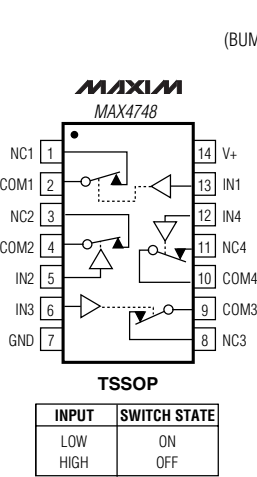 (BUM
MAXIM
MAX4748
NC1 1 14 V+
COM1 2 13 IN1
NC2 3 12 IN4
COM2 4 11 NC4
IN2 5 10 COM4
IN3 6 9 COM3
GND 7 8 NC3
TSSOP
INPUT SWITCH STATE
LOW ON
HIGH OFF